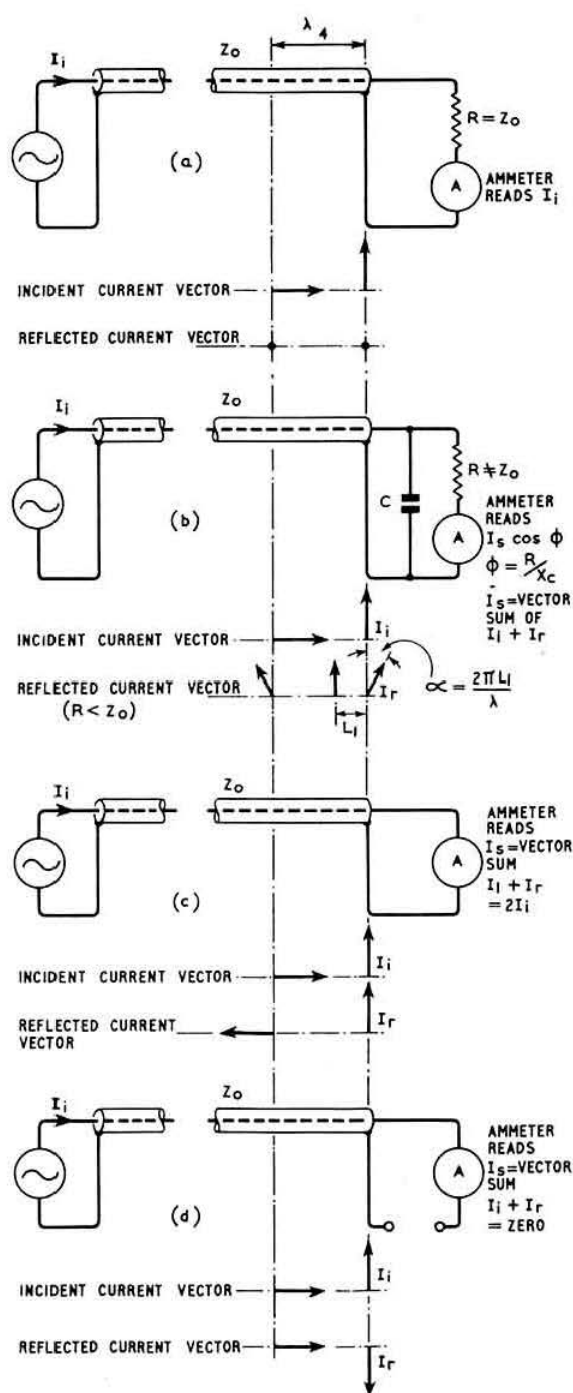 λ
4
Ii
Zo
R = Zo
(a)
A
AMMETER
READS Ii
INCIDENT CURRENT VECTOR
REFLECTED CURRENT VECTOR
Ii
Zo
R ≠ Zo
C
(b)
A
AMMETER
READS
Is cos ϕ
ϕ = R/Xc
Is=VECTOR
SUM OF
I1 + Ir
INCIDENT CURRENT VECTOR
Ii
REFLECTED CURRENT VECTOR
(R < Zo)
Ir
L1
∝ = 2πL1/λ
Ii
Zo
(c)
A
AMMETER
READS
Is=VECTOR
SUM
I1 + Ir
= 2Ii
INCIDENT CURRENT VECTOR
Ii
REFLECTED CURRENT
VECTOR
Ir
Ii
Zo
(d)
A
AMMETER
READS
Is=VECTOR
SUM
Ii + Ir
= ZERO
INCIDENT CURRENT VECTOR
Ii
REFLECTED CURRENT VECTOR
Ir